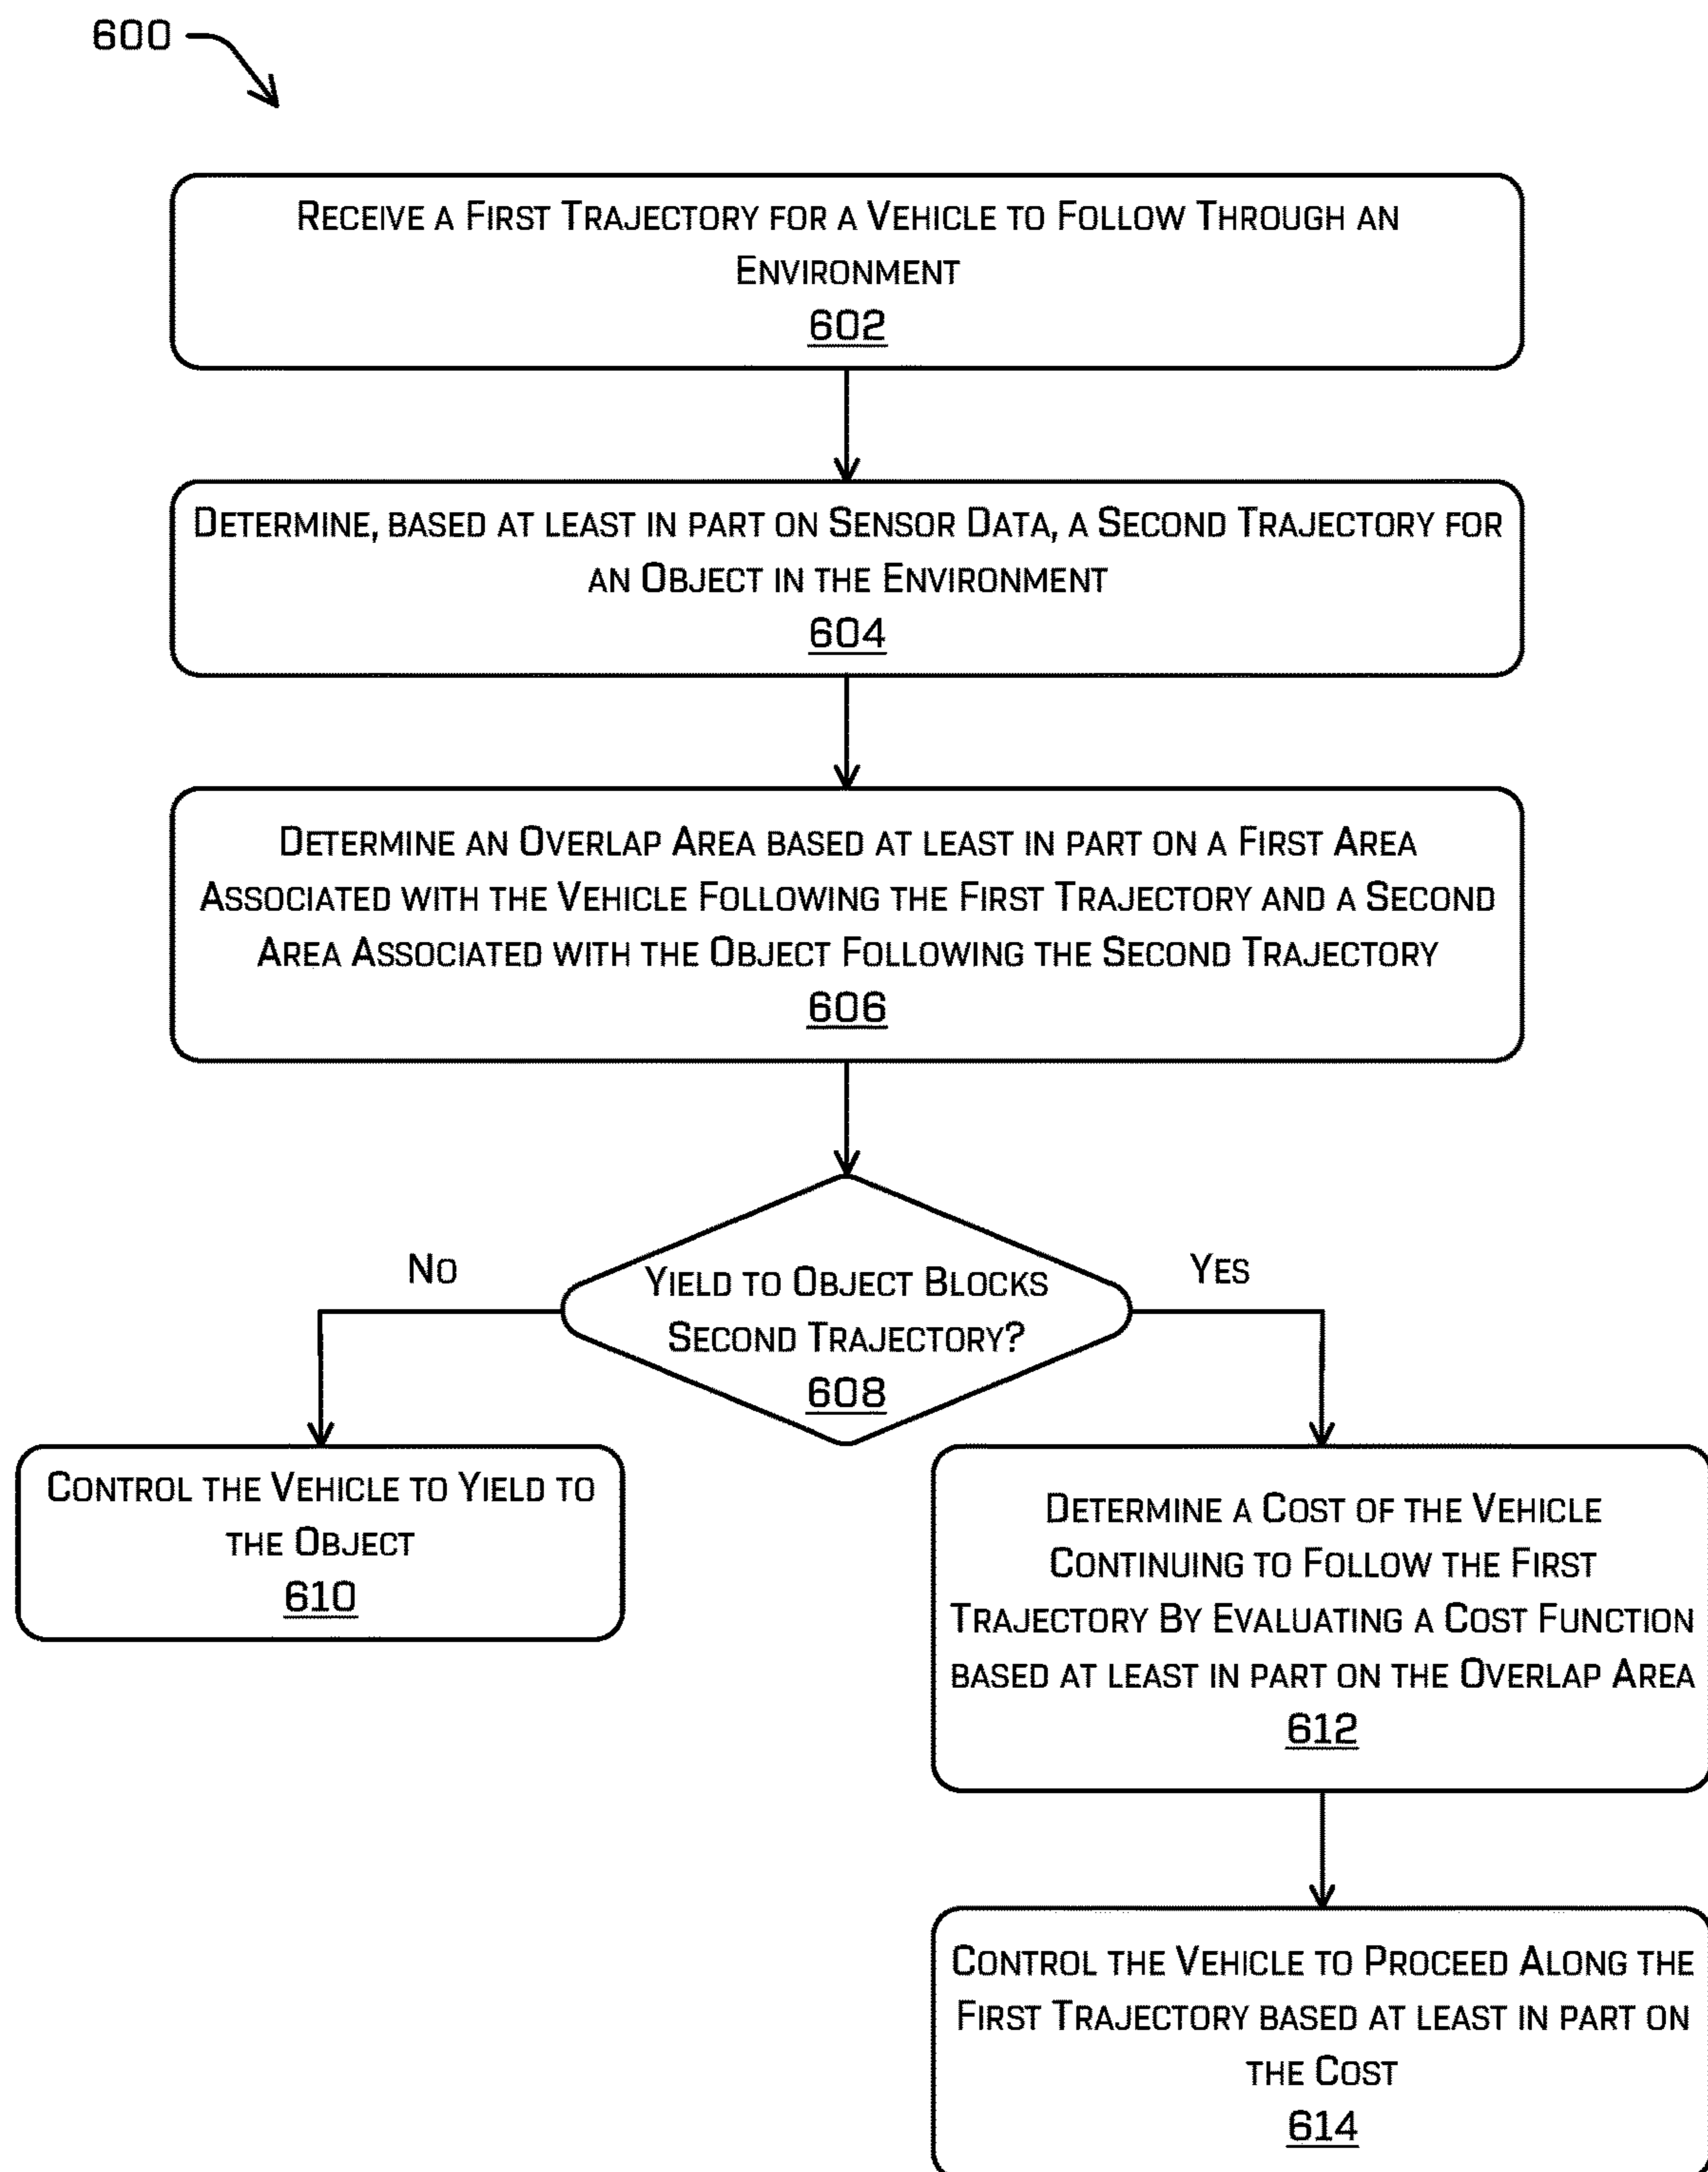 600
RECEIVE A FIRST TRAJECTORY FOR A VEHICLE TO FOLLOW THROUGH AN
ENVIRONMENT
602
DETERMINE, BASED AT LEAST IN PART ON SENSOR DATA, A SECOND TRAJECTORY FOR
AN OBJECT IN THE ENVIRONMENT
604
DETERMINE AN OVERLAP AREA BASED AT LEAST IN PART ON A FIRST AREA
ASSOCIATED WITH THE VEHICLE FOLLOWING THE FIRST TRAJECTORY AND A SECOND
AREA ASSOCIATED WITH THE OBJECT FOLLOWING THE SECOND TRAJECTORY
606
NO
YES
YIELD TO OBJECT BLOCKS
SECOND TRAJECTORY?
608
CONTROL THE VEHICLE TO YIELD TO
THE OBJECT
610
DETERMINE A COST OF THE VEHICLE
CONTINUING TO FOLLOW THE FIRST
TRAJECTORY BY EVALUATING A COST FUNCTION
BASED AT LEAST IN PART ON THE OVERLAP AREA
612
CONTROL THE VEHICLE TO PROCEED ALONG THE
FIRST TRAJECTORY BASED AT LEAST IN PART ON
THE COST
614